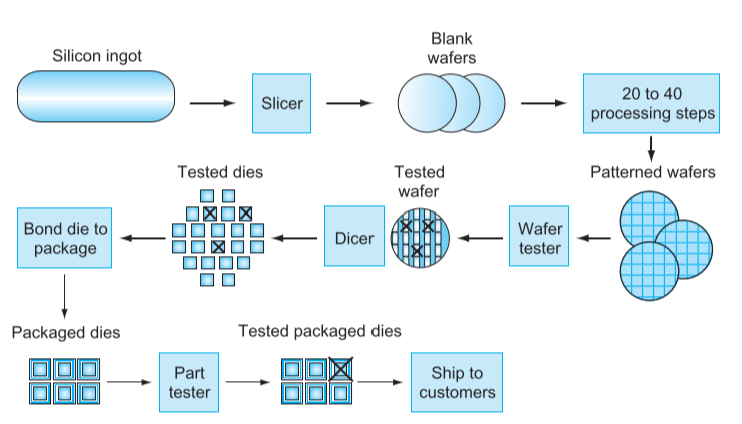 Silicon ingot
Slicer
Blank
wafers
20 to 40
processing steps
Patterned wafers
Wafer
tester
Tested
wafer
Dicer
Tested dies
Bond die to
package
Packaged dies
Part
tester
Tested packaged dies
Ship to
customers